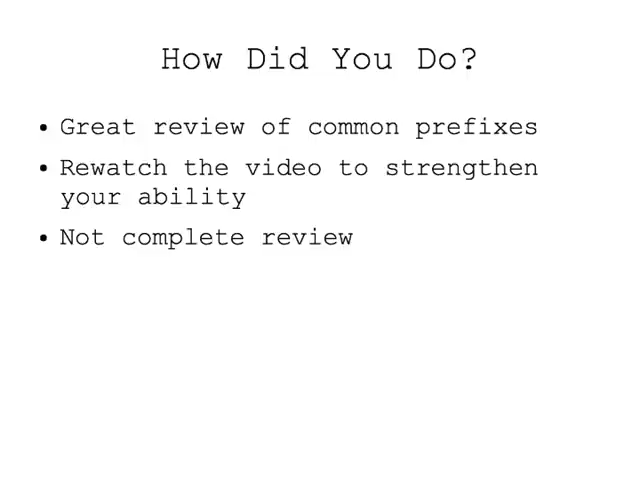 How Did You Do?
• Great review of common prefixes
• Rewatch the video to strengthen
your ability
• Not complete review